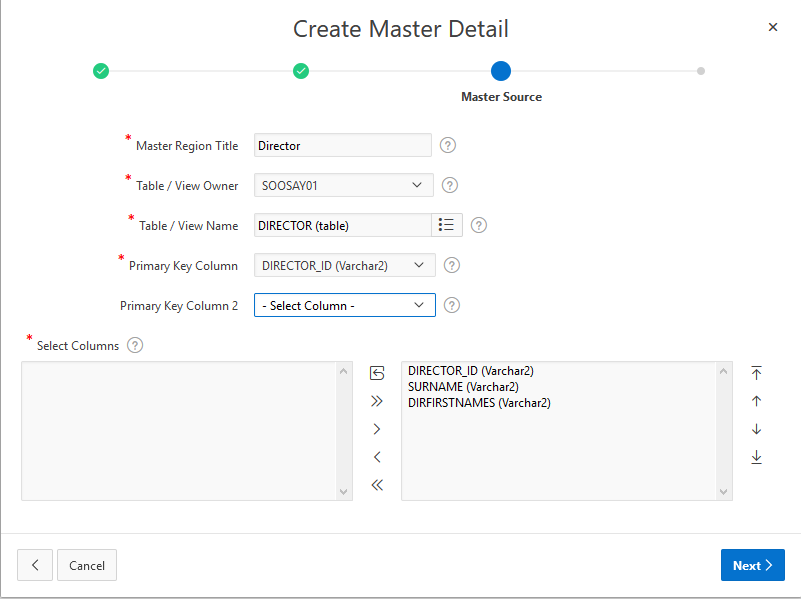 Create Master Detail
Master Source
* Master Region Title Director ?
* Table / View Owner SOOSAY01 ?
* Table / View Name DIRECTOR (table) ?
* Primary Key Column DIRECTOR_ID (Varchar2) ?
Primary Key Column 2 - Select Column - ?
* Select Columns ?
DIRECTOR_ID (Varchar2)
SURNAME (Varchar2)
DIRFIRSTNAMES (Varchar2)
Cancel
Next